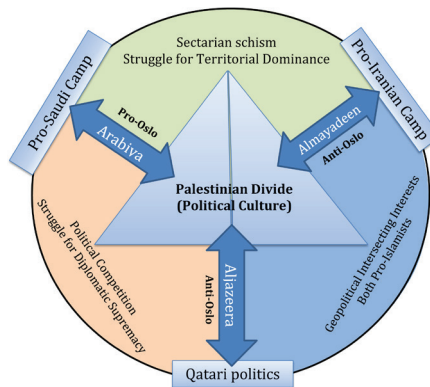 Sectarian schism
Struggle for Territorial Dominance
Pro-Saudi Camp
Pro-Iranian Camp
Pro-Oslo
Arabiya
Almayadeen
Anti-Oslo
Palestinian Divide
(Political Culture)
Political Competition
Struggle for Diplomatic Supremacy
Anti-Oslo
Aljazeera
Geopolitical Intersecting Interests
Both Pro-Islamists
Qatari politics